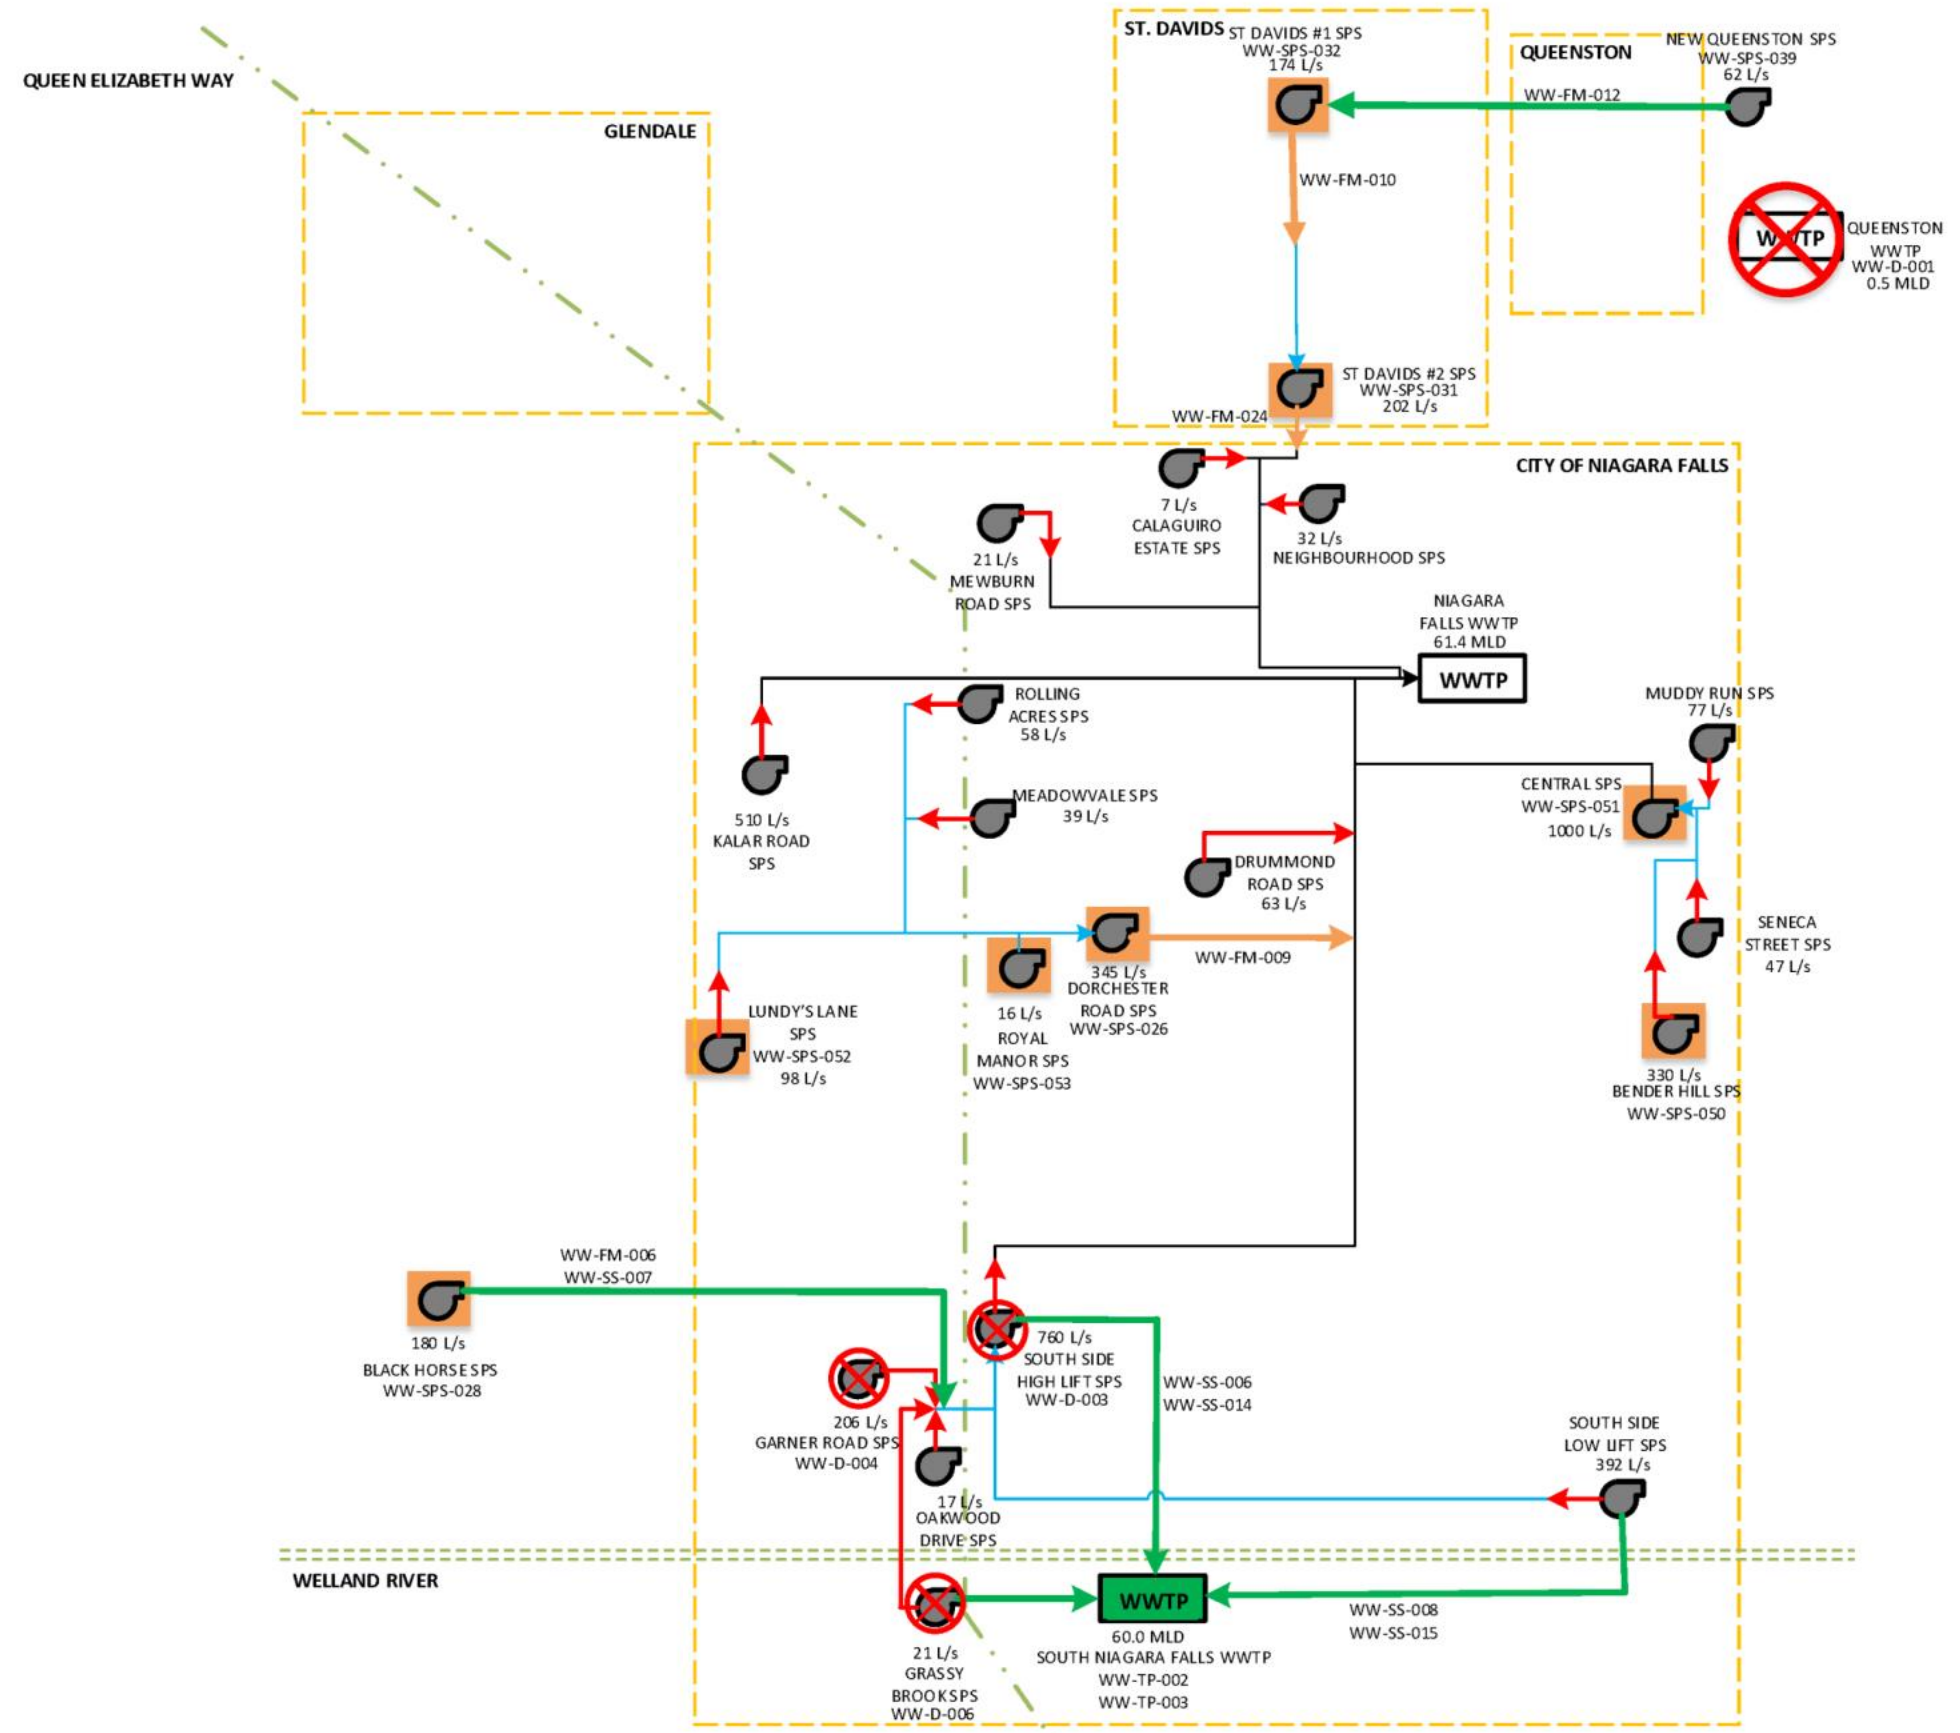 QUEEN ELIZABETH WAY
GLENDALE
ST. DAVIDS
ST DAVIDS #1 SPS
WW-SPS-032
174 L/s
QUEENSTON
NEW QUEENSTON SPS
WW-SPS-039
62 L/s
WW-FM-012
WW-FM-010
WWTP
QUEENSTON
WWTP
WW-D-001
0.5 MLD
ST DAVIDS #2 SPS
WW-SPS-031
202 L/s
WW-FM-024
CITY OF NIAGARA FALLS
7 L/s
CALAGUIRO
ESTATE SPS
32 L/s
NEIGHBOURHOOD SPS
21 L/s
MEWBURN
ROAD SPS
NIAGARA
FALLS WWTP
61.4 MLD
WWTP
ROLLING
ACRES SPS
58 L/s
MUDDY RUN SPS
77 L/s
510 L/s
KALAR ROAD
SPS
MEADOWVALE SPS
39 L/s
CENTRAL SPS
WW-SPS-051
1000 L/s
DRUMMOND
ROAD SPS
63 L/s
SENECA
STREET SPS
47 L/s
WW-FM-009
345 L/s
DORCHESTER
ROAD SPS
WW-SPS-026
16 L/s
ROYAL
MANOR SPS
WW-SPS-053
LUNDY'S LANE
SPS
WW-SPS-052
98 L/s
330 L/s
BENDER HILL SPS
WW-SPS-050
WW-FM-006
WW-SS-007
180 L/s
BLACK HORSE SPS
WW-SPS-028
760 L/s
SOUTH SIDE
HIGH LIFT SPS
WW-D-003
WW-SS-006
WW-SS-014
206 L/s
GARNER ROAD SPS
WW-D-004
SOUTH SIDE
LOW LIFT SPS
392 L/s
17 L/s
OAKWOOD
DRIVE SPS
WELLAND RIVER
WWTP
60.0 MLD
SOUTH NIAGARA FALLS WWTP
WW-TP-002
WW-TP-003
WW-SS-008
WW-SS-015
21 L/s
GRASSY
BROOK SPS
WW-D-006